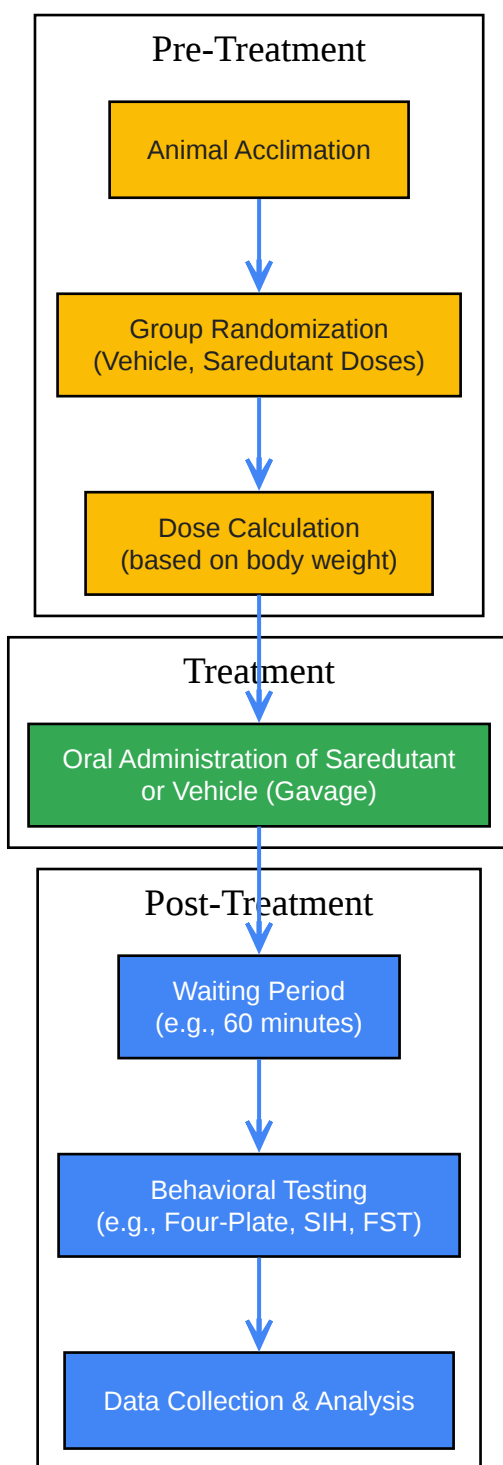 Pre-Treatment
Animal Acclimation
Group Randomization
(Vehicle, Saredutant Doses)
Dose Calculation
(based on body weight)
Treatment
Oral Administration of Saredutant
or Vehicle (Gavage)
Post-Treatment
Waiting Period
(e.g., 60 minutes)
Behavioral Testing
(e.g., Four-Plate, SIH, FST)
Data Collection & Analysis